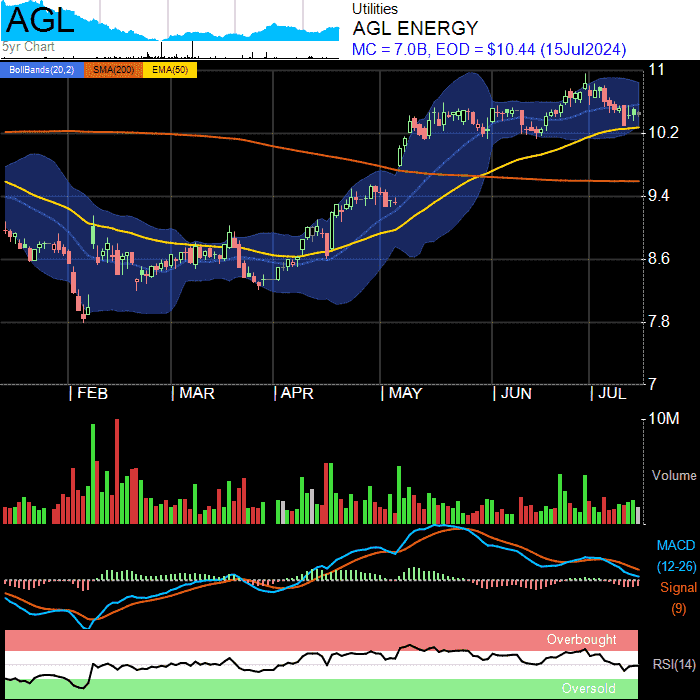 AGL
5yr Chart
Utilities
AGL ENERGY
MC = 7.0B, EOD = $10.44 (15Jul2024)
BollBands(20,2) SMA(200) EMA(50)
11
10.2
9.4
8.6
7.8
7
FEB MAR APR MAY JUN JUL
10M
Volume
MACD
(12-26)
Signal
(9)
Overbought
RSI(14)
Oversold